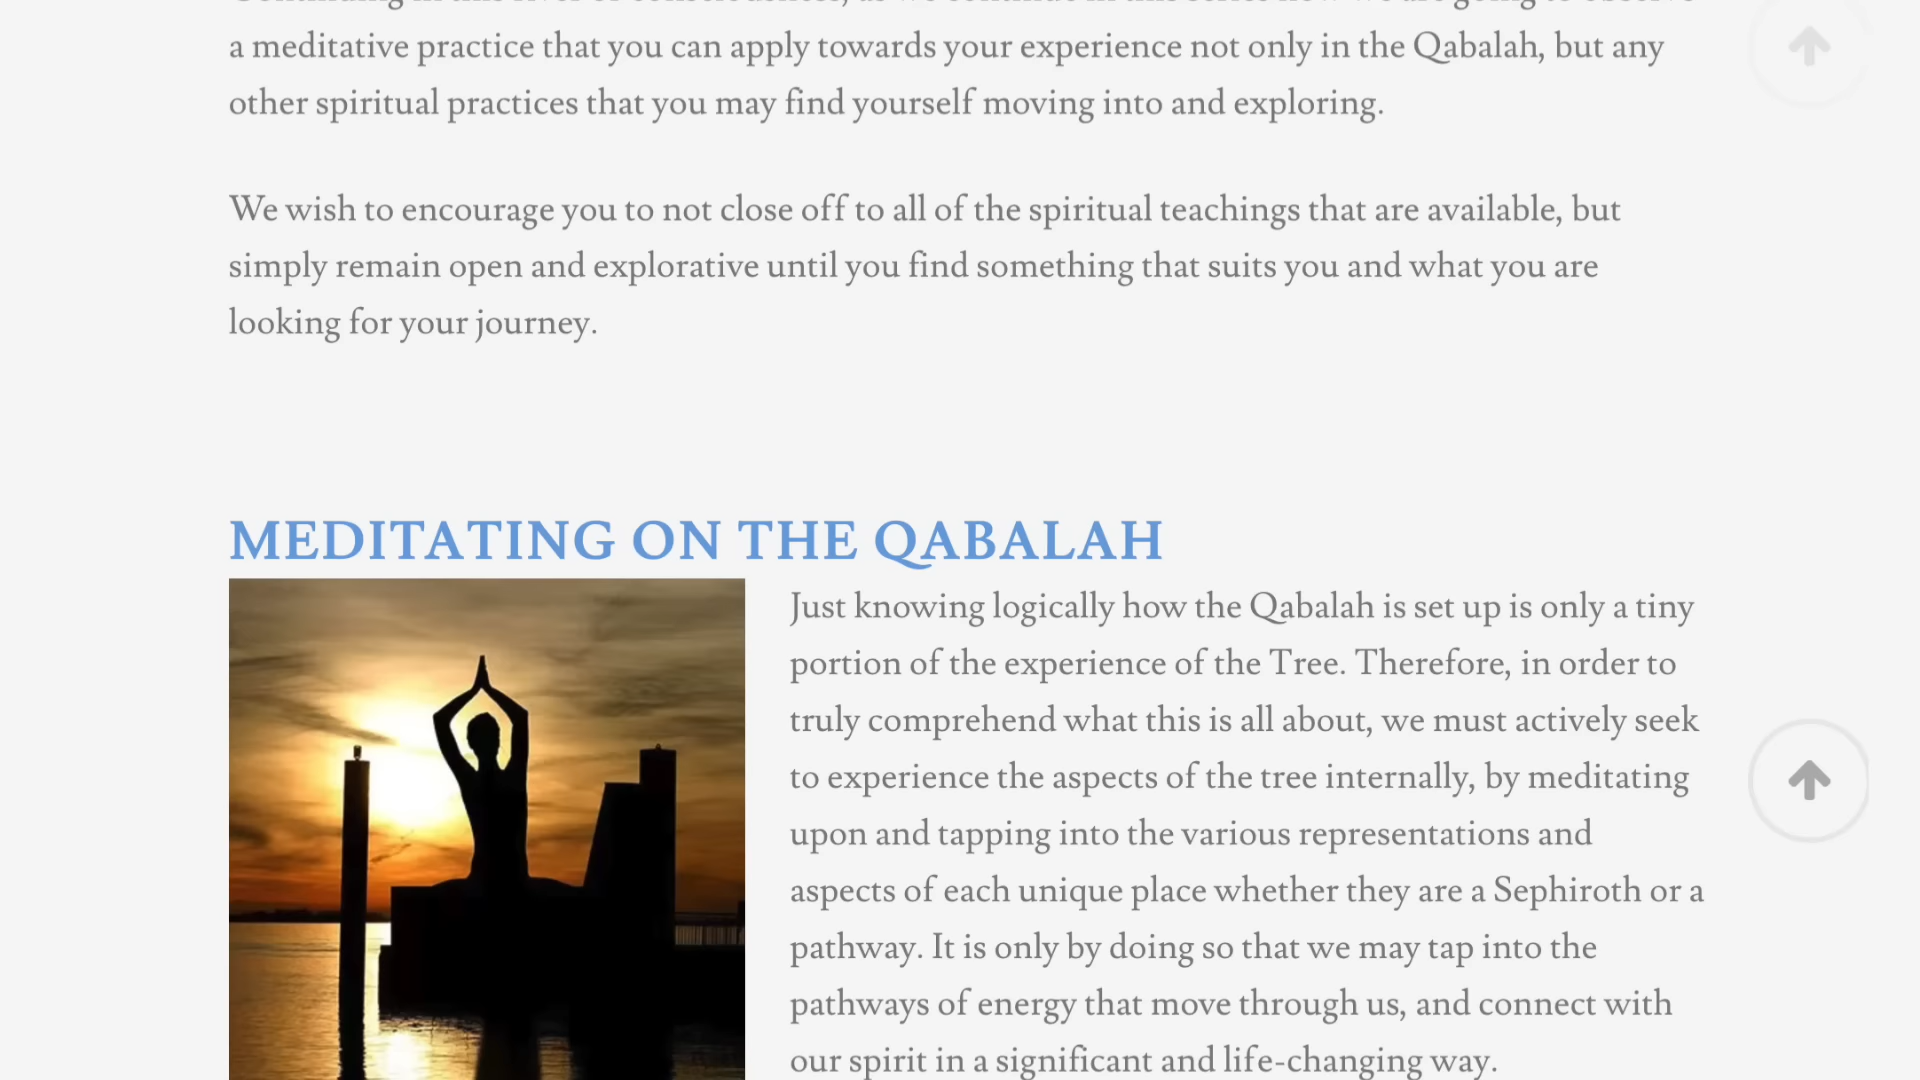 a meditative practice that you can apply towards your experience not only in the Qabalah, but any
other spiritual practices that you may find yourself moving into and exploring.
We wish to encourage you to not close off to all of the spiritual teachings that are available, but
simply remain open and explorative until you find something that suits you and what you are
looking for your journey.
MEDITATING ON THE QABALAH
Just knowing logically how the Qabalah is set up is only a tiny
portion of the experience of the Tree. Therefore, in order to
truly comprehend what this is all about, we must actively seek
to experience the aspects of the tree internally, by meditating
upon and tapping into the various representations and
aspects of each unique place whether they are a Sephiroth or a
pathway. It is only by doing so that we may tap into the
pathways of energy that move through us, and connect with
our spirit in a significant and life-changing way.